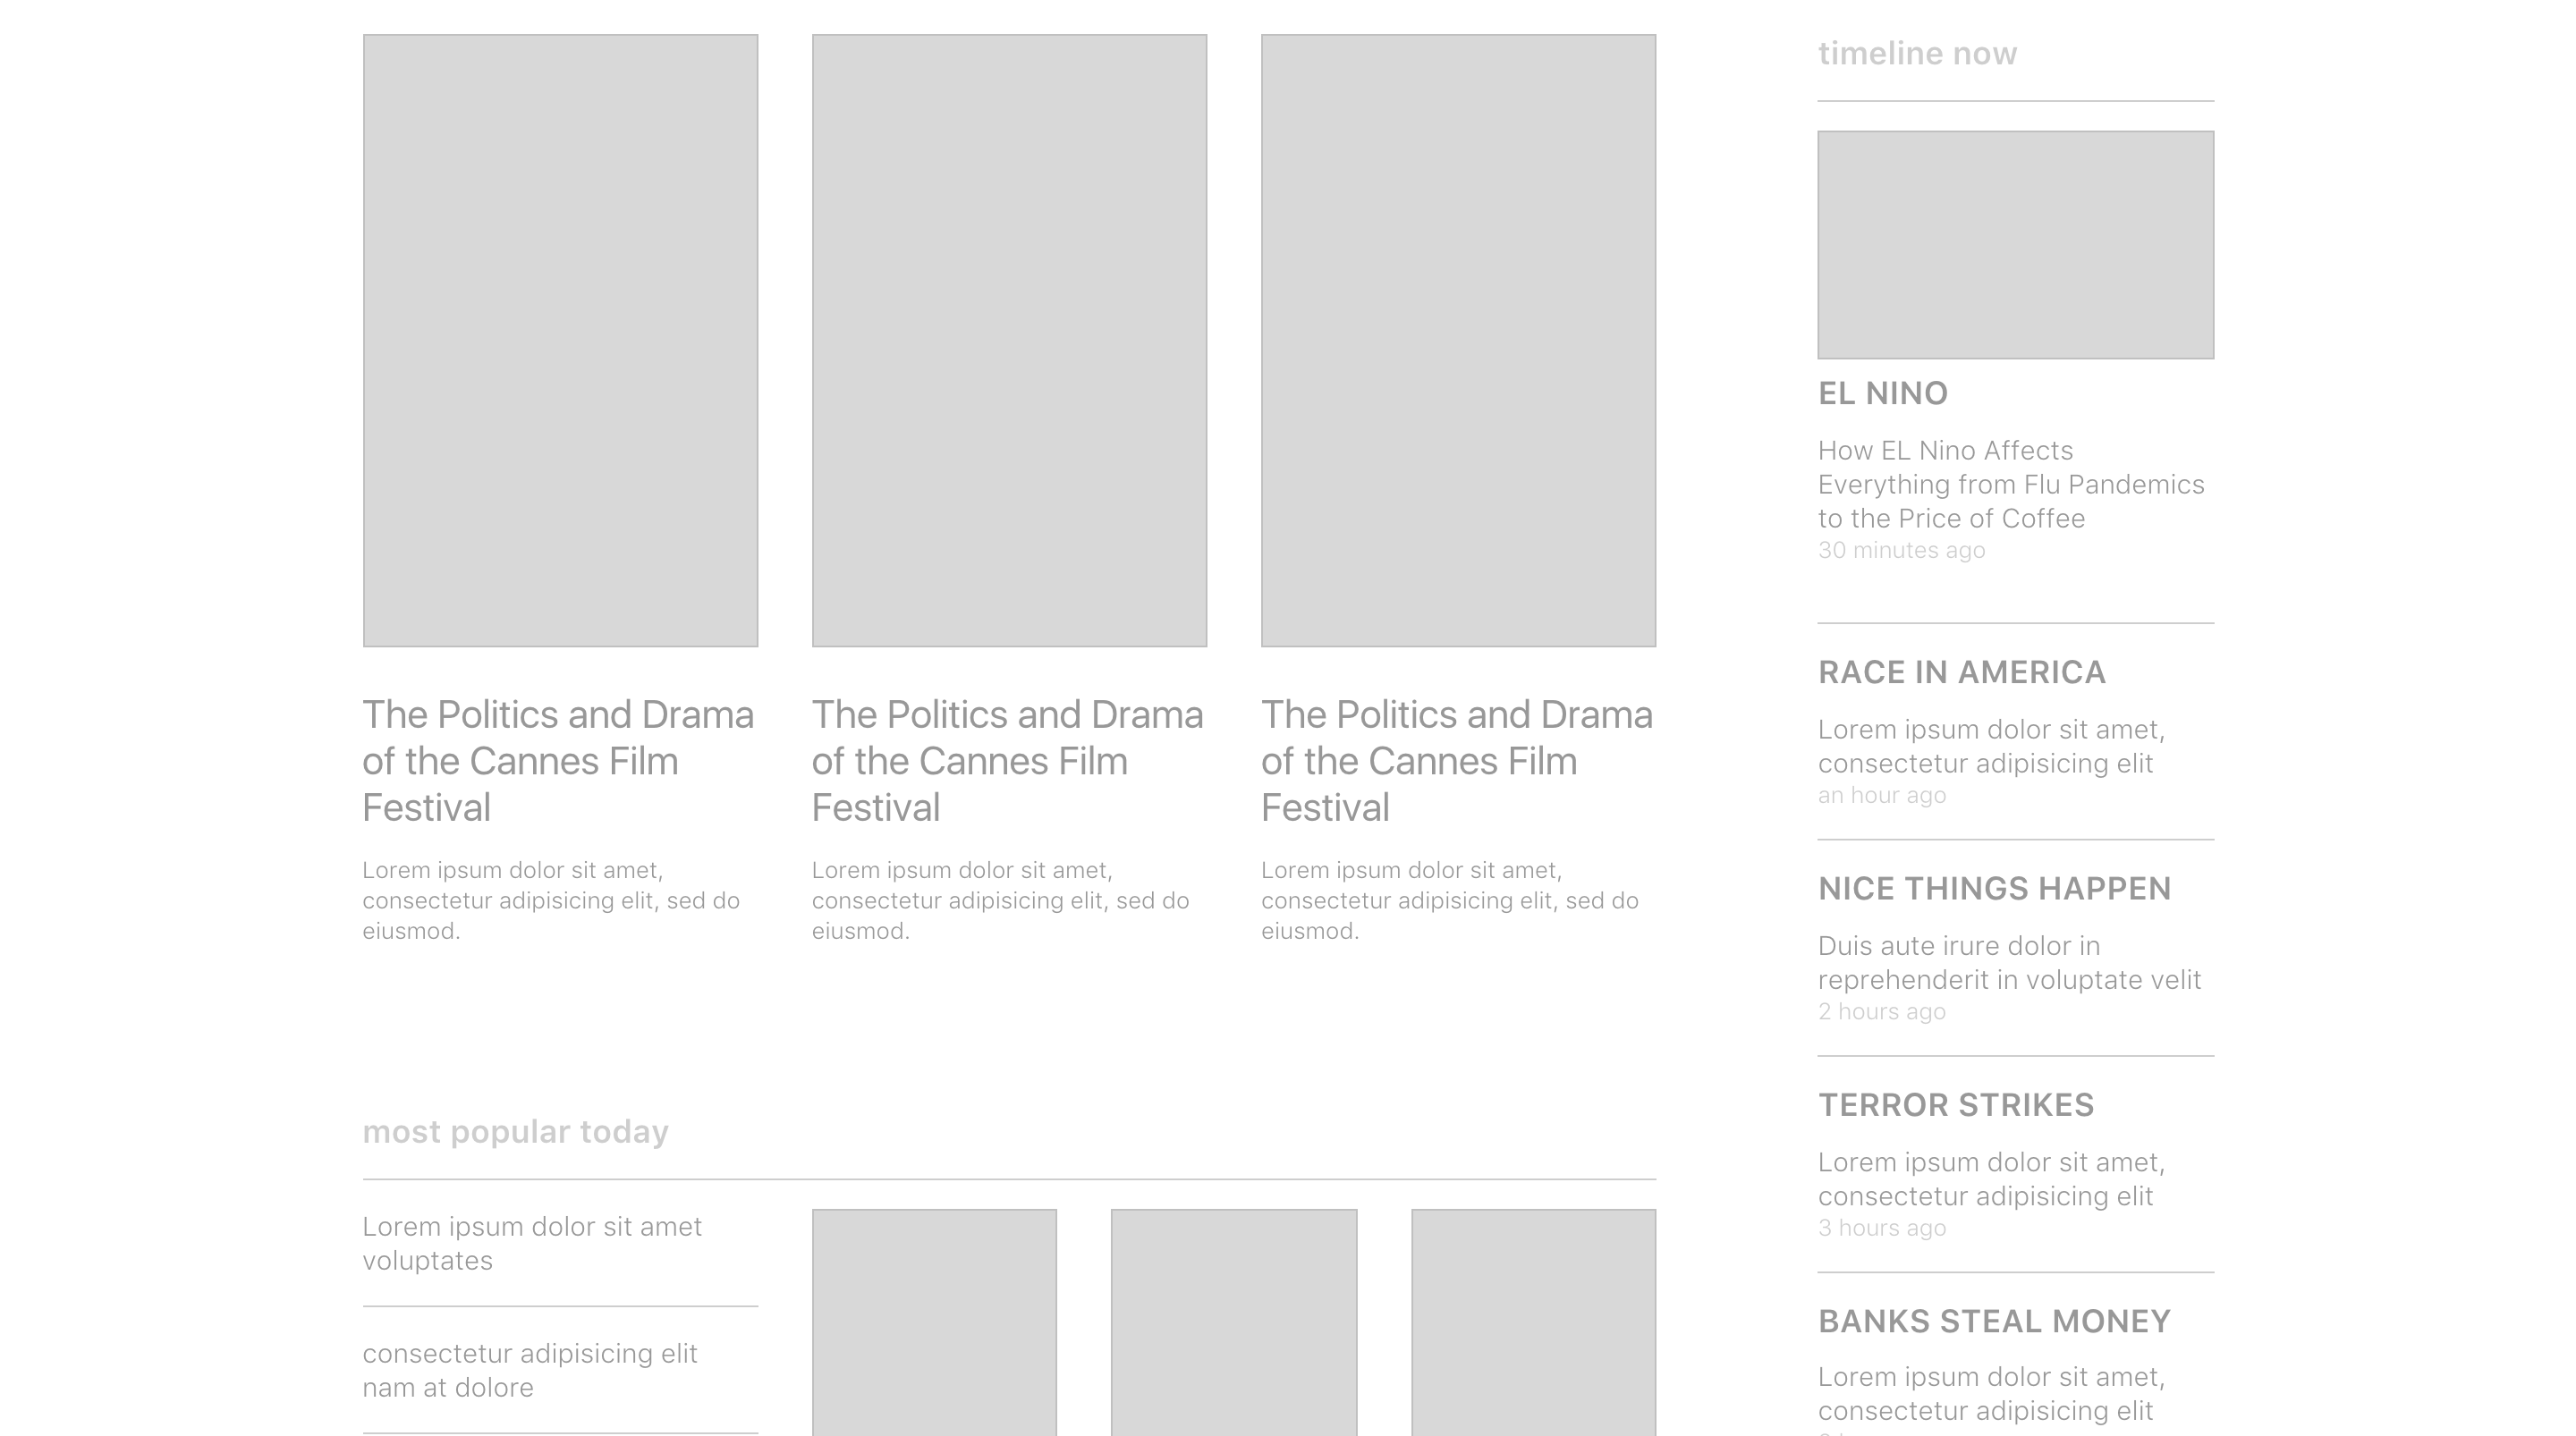 The Politics and Drama
of the Cannes Film
Festival
Lorem ipsum dolor sit amet,
consectetur adipisicing elit, sed do
eiusmod.
The Politics and Drama
of the Cannes Film
Festival
Lorem ipsum dolor sit amet,
consectetur adipisicing elit, sed do
eiusmod.
The Politics and Drama
of the Cannes Film
Festival
Lorem ipsum dolor sit amet,
consectetur adipisicing elit, sed do
eiusmod.
most popular today
Lorem ipsum dolor sit amet
voluptates
consectetur adipisicing elit
nam at dolore
timeline now
EL NINO
How EL Nino Affects
Everything from Flu Pandemics
to the Price of Coffee
30 minutes ago
RACE IN AMERICA
Lorem ipsum dolor sit amet,
consectetur adipisicing elit
an hour ago
NICE THINGS HAPPEN
Duis aute irure dolor in
reprehenderit in voluptate velit
2 hours ago
TERROR STRIKES
Lorem ipsum dolor sit amet,
consectetur adipisicing elit
3 hours ago
BANKS STEAL MONEY
Lorem ipsum dolor sit amet,
consectetur adipisicing elit